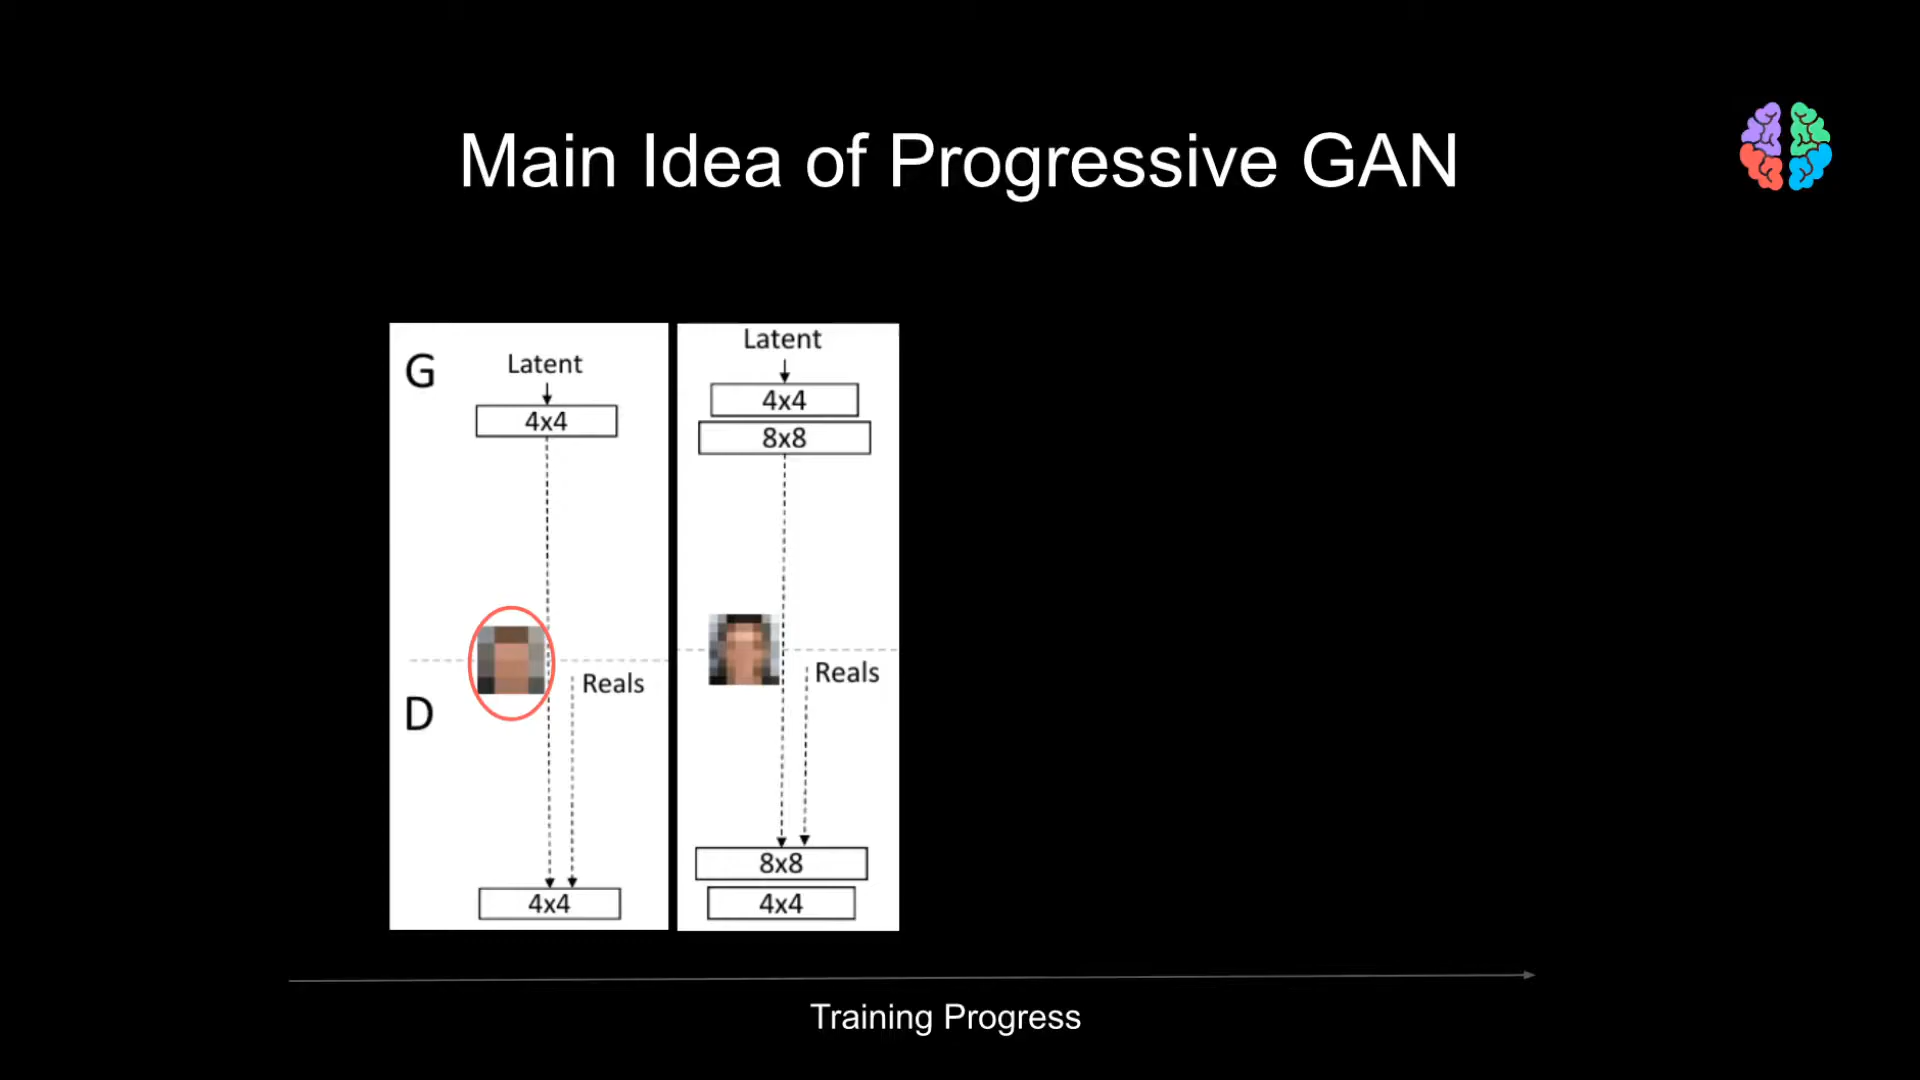 Main Idea of Progressive GAN
G
Latent
4x4
Reals
D
4x4
Latent
4x4
8x8
Reals
8x8
4x4
Training Progress